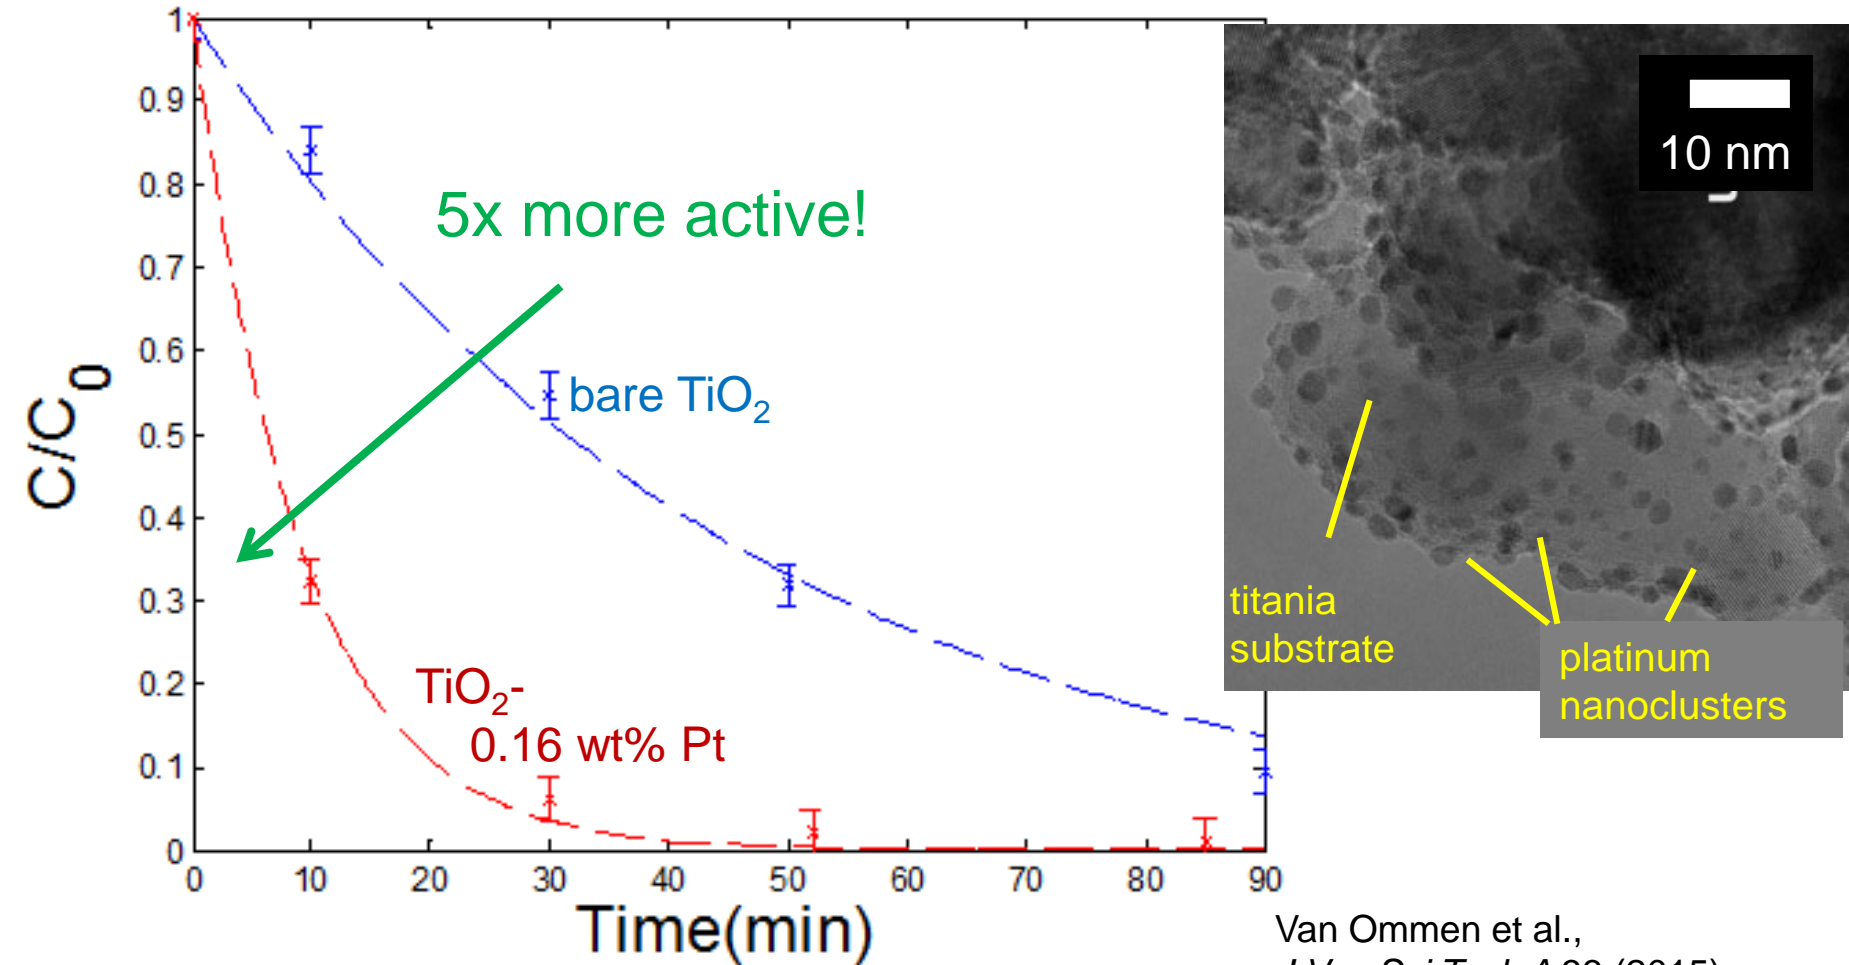 1
0.9
0.8
0.7
0.6
0.5
0.4
0.3
0.2
0.1
0
C/C₀
0 10 20 30 40 50 60 70 80 90
Time(min)
5x more active!
bare TiO₂
TiO₂-
0.16 wt% Pt
10 nm
titania
substrate
platinum
nanoclusters
Van Ommen et al.,
(2015)